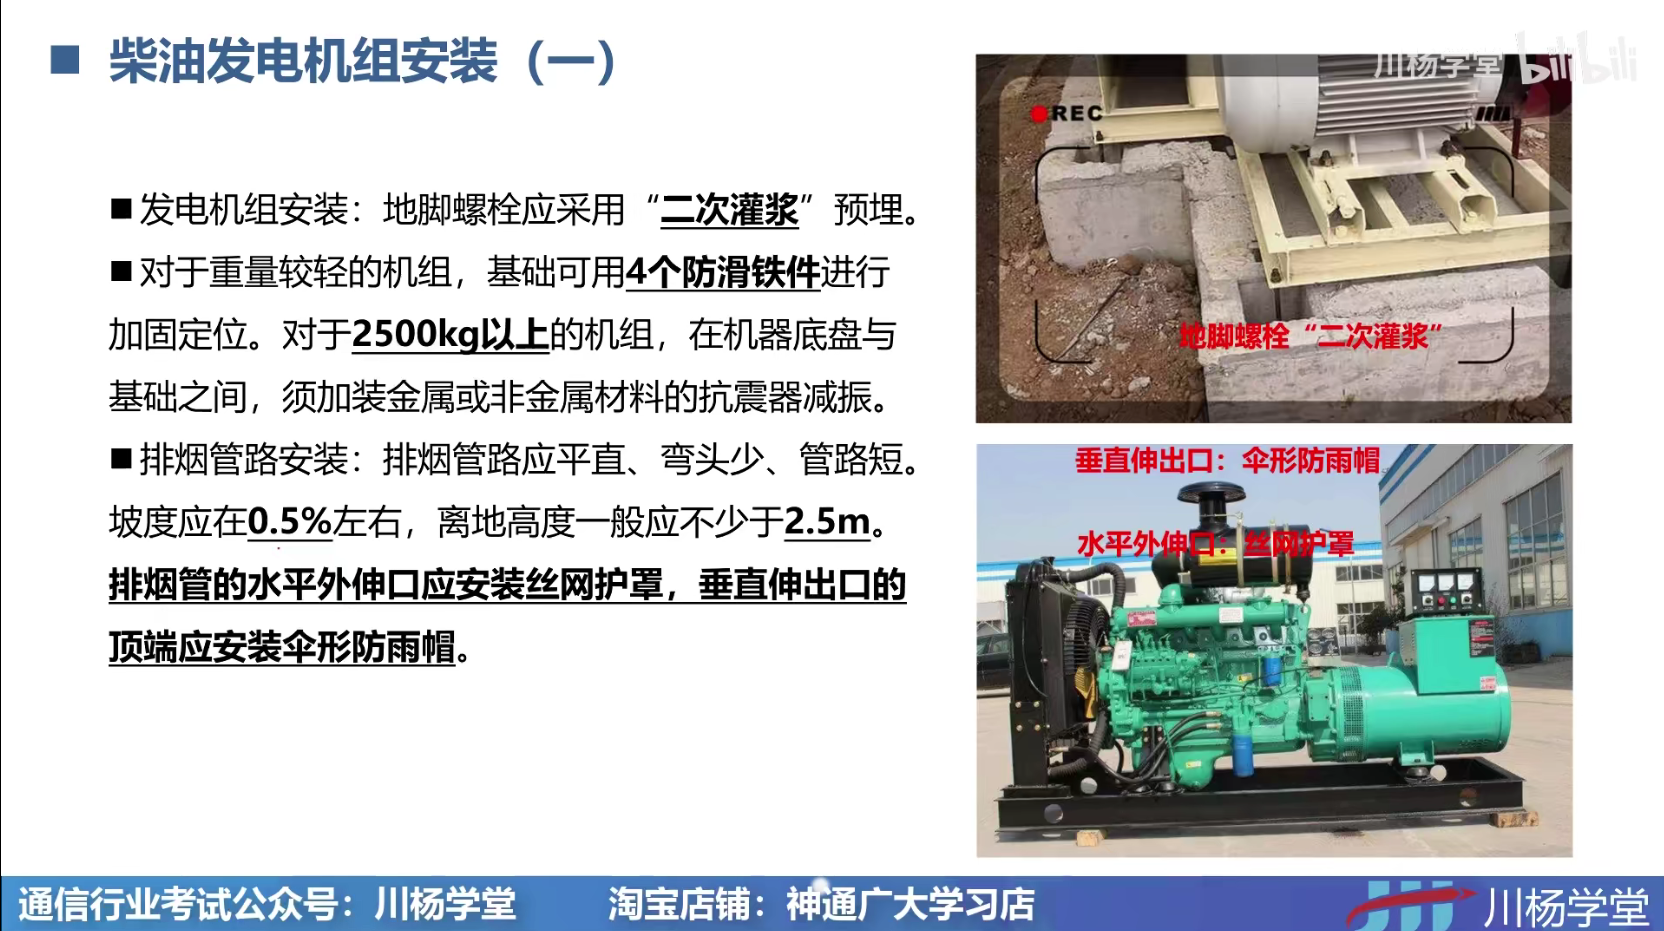 ■ 柴油发电机组安装（一）
川杨学堂 bilibili
■发电机组安装：地脚螺栓应采用“二次灌浆”预埋。
■对于重量较轻的机组，基础可用4个防滑铁件进行
加固定位。对于2500kg以上的机组，在机器底盘与
基础之间，须加装金属或非金属材料的抗震器减振。
■排烟管路安装：排烟管路应平直、弯头少、管路短。
坡度应在0.5%左右，离地高度一般应不少于2.5m。
排烟管的水平外伸口应安装丝网护罩，垂直伸出口的
顶端应安装伞形防雨帽。
REC
地脚螺栓“二次灌浆”
垂直伸出口：伞形防雨帽
水平外伸口：丝网护罩
通信行业考试公众号：川杨学堂 淘宝店铺：神通广大学习店
川杨学堂